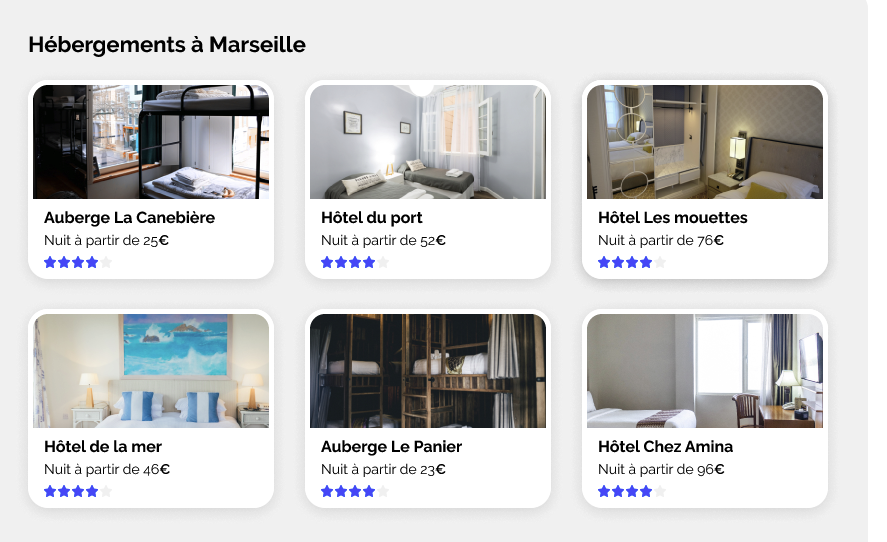 Hébergements à Marseille
Auberge La Canebière
Nuit à partir de 25€
Hôtel du port
Nuit à partir de 52€
Hôtel Les mouettes
Nuit à partir de 76€
Hôtel de la mer
Nuit à partir de 46€
Auberge Le Panier
Nuit à partir de 23€
Hôtel Chez Amina
Nuit à partir de 96€